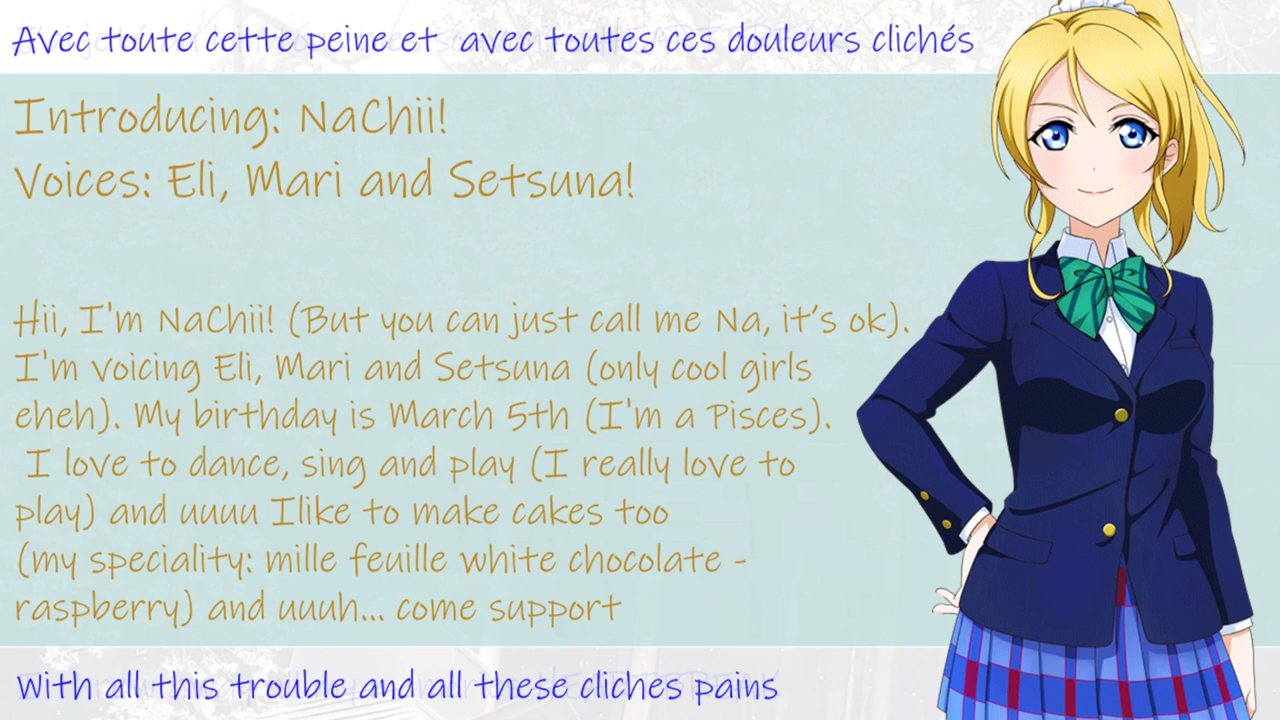 Avec toute cette peine et avec toutes ces douleurs clichés
Introducing: NaChii!
Voices: Eli, Mari and Setsuna!
Hii, I'm NaChii! (But you can just call me Na, it's ok).
I'm voicing Eli, Mari and Setsuna (only cool girls
eheh). My birthday is March 5th (I'm a Pisces).
I love to dance, sing and play (I really love to
play) and uuuu Ilike to make cakes too
(my speciality: mille feuille white chocolate -
raspberry) and uuuh... come support
With all this trouble and all these cliches pains